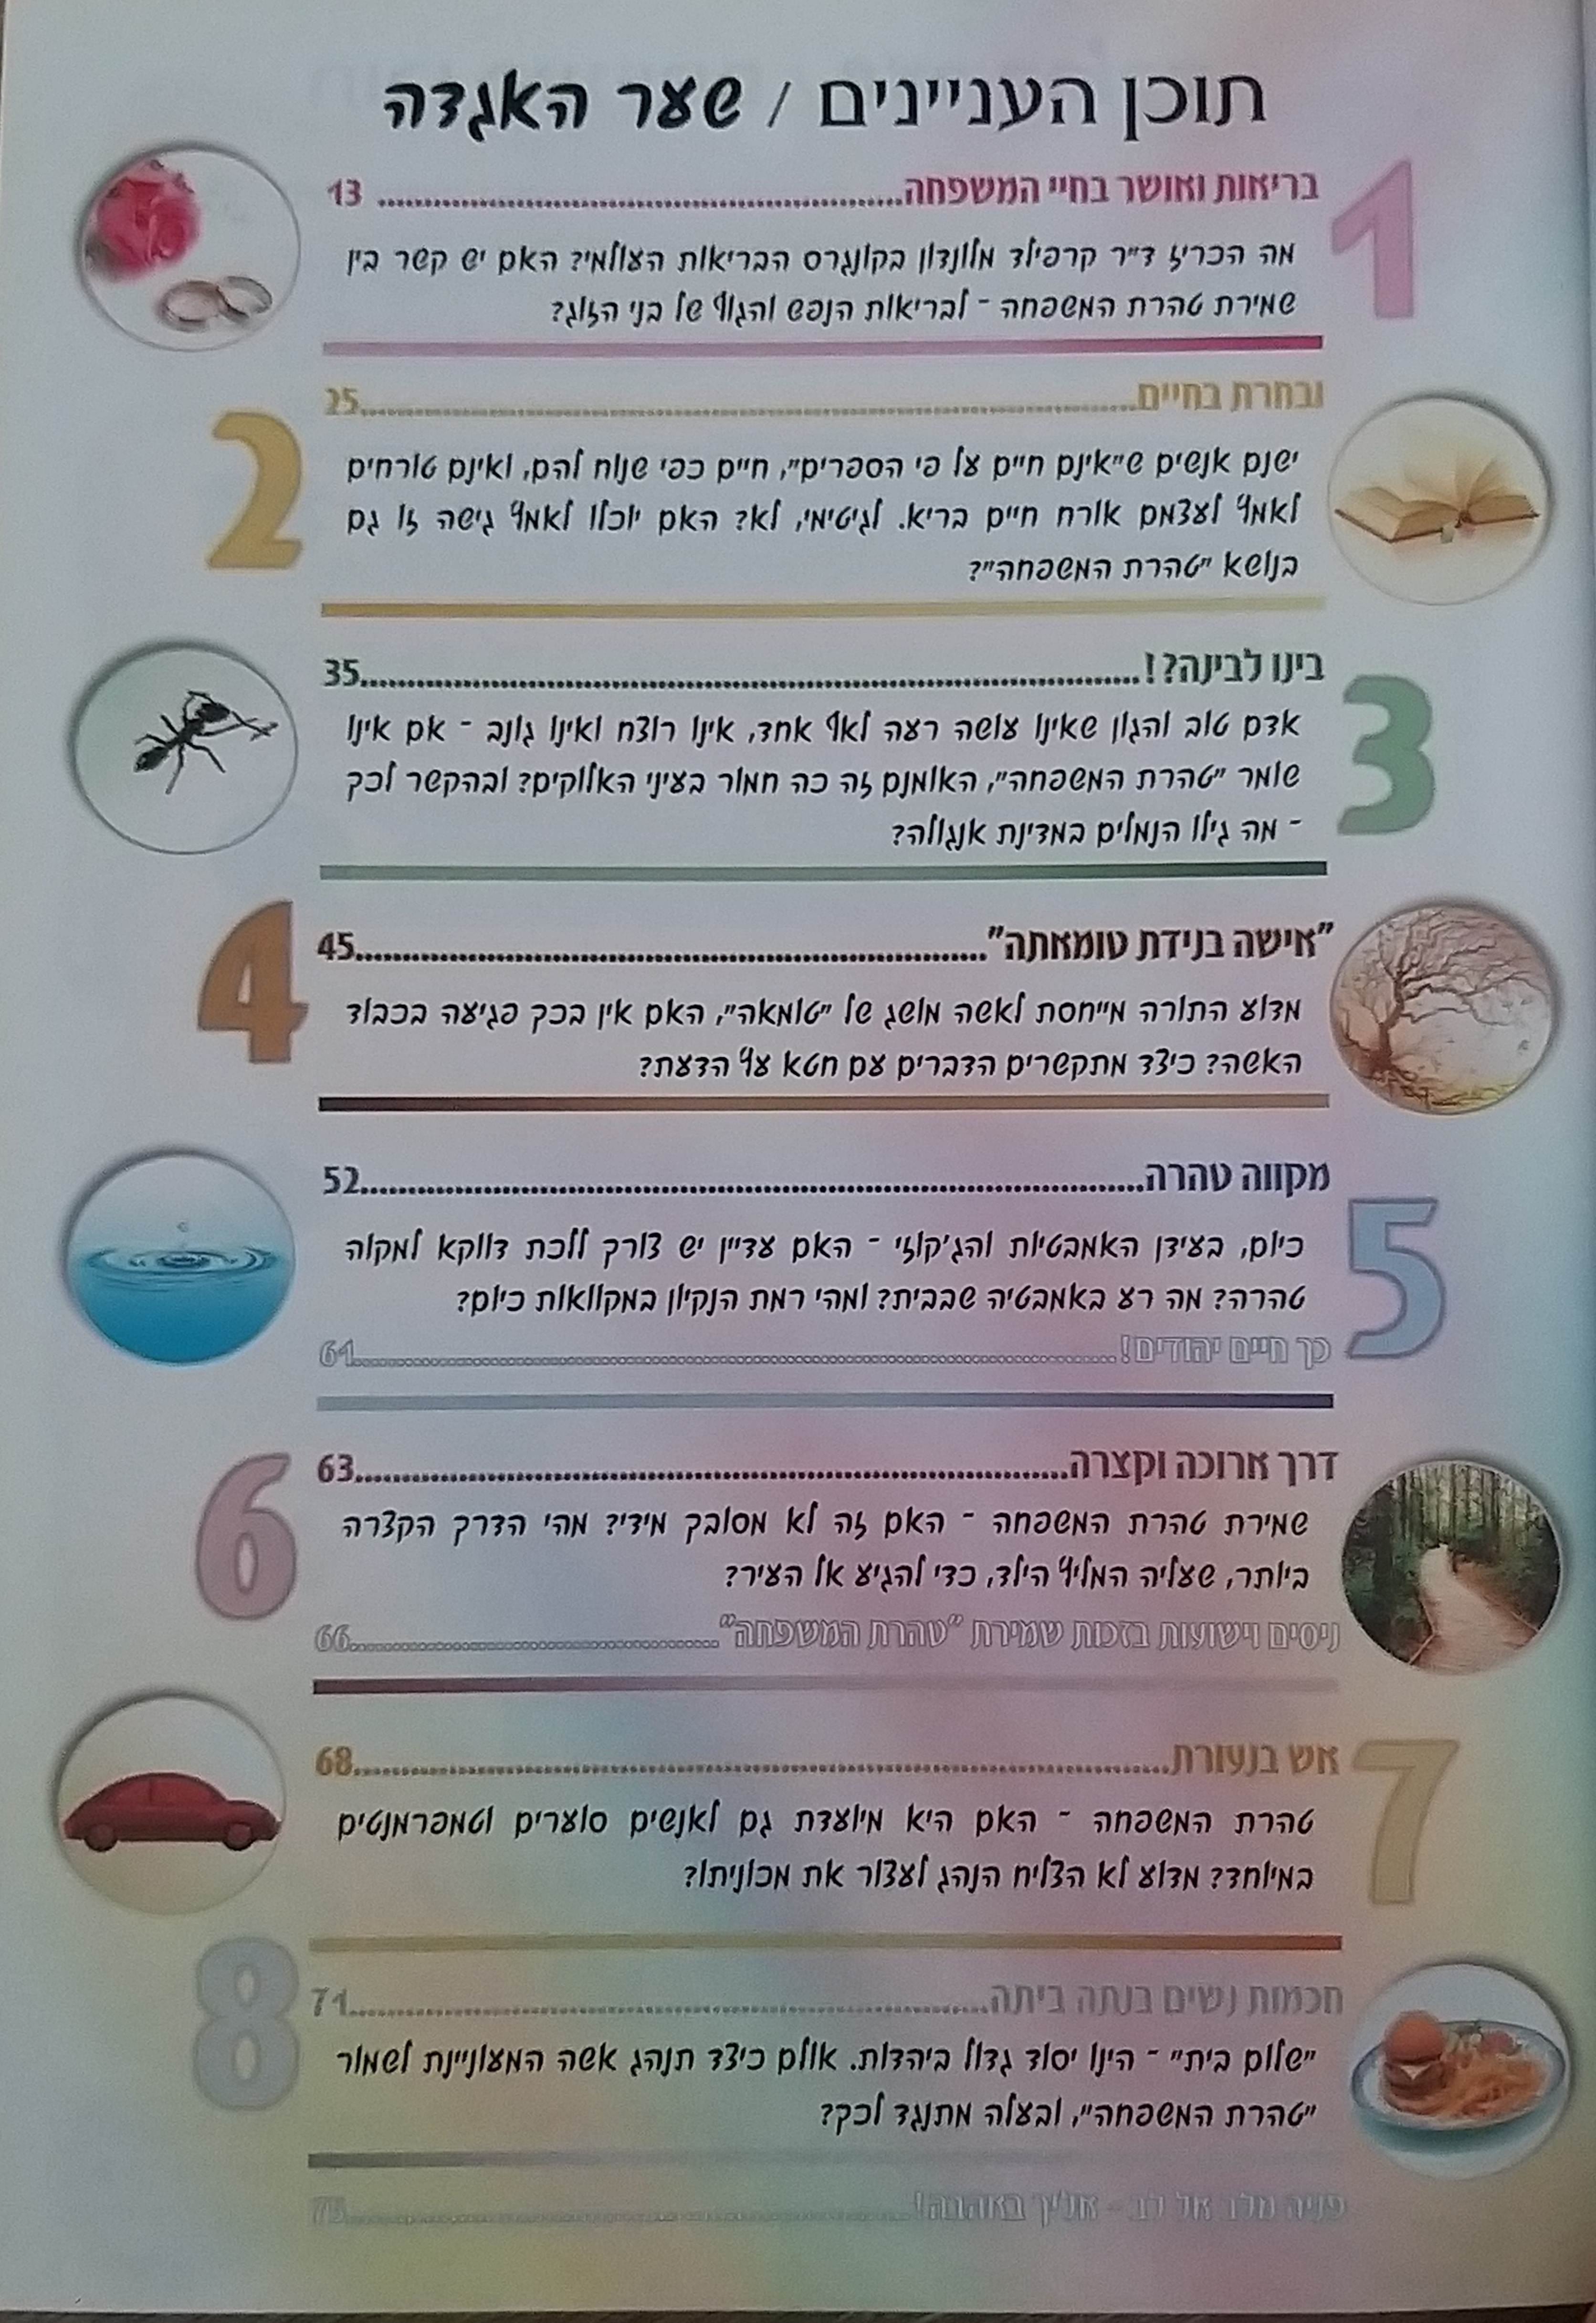 תוכן העניינים / שער האגדה
1
בריאות ואושר בחיי המשפחה.................... 13
מה הכריז ד״ר קרפילד מלונדון בקונגרס הבריאות העולמי? האם יש קשר בין
שמירת טהרת המשפחה - לבריאות הנפש והגוף של בני הזוג?
2
ובחרת בחיים....................25
ישנם אנשים ש״אינם חיים על פי הספרים״, חיים כפי שנוח להם, ואינם טורחים
לאמץ לעצמם אורח חיים בריא. לגיטימי, לא? האם יוכלו לאמץ גישה זו גם
בנושא ״טהרת המשפחה״?
3
בינו לבינה?!....................35
אדם טוב והגון שאינו עושה רעה לאף אחד, אינו רוצח ואינו גונב - אם אינו
שומר ״טהרת המשפחה״, האומנם זה כה חמור בעיני האלוקים? ובהקשר לכך
- מה גילו הנמלים במדינת אנגולה?
4
"אישה בנידת טומאתה"....................45
מדוע התורה מייחסת לאשה מושג של ״טומאה״, האם אין בכך פגיעה בכבוד
האשה? כיצד מתקשרים הדברים עם חטא עץ הדעת?
5
מקווה טהרה....................52
כיום, בעידן האמבטיות והג'קוזי - האם עדיין יש צורך ללכת דווקא למקוה
טהרה? מה רע באמבטיה שבבית? ומהי רמת הנקיון במקוואות כיום?
כך חיים יהודים!....................61
6
דרך ארוכה וקצרה....................63
שמירת טהרת המשפחה - האם זה לא מסובך מידי? מהי הדרך הקצרה
ביותר, שעליה המליץ הילד, כדי להגיע אל העיר?
ניסים וישועות בזכות שמירת "טהרת המשפחה"....................66
7
אש בנעורת....................68
טהרת המשפחה - האם היא מיועדת גם לאנשים סוערים וטמפרמנטים
במיוחד? מדוע לא הצליח הנהג לעצור את מכוניתו?
8
חכמות נשים בנתה ביתה....................71
״שלום בית״ - הינו יסוד גדול ביהדות. אולם כיצד תנהג אשה המעוניינת לשמור
״טהרת המשפחה״, ובעלה מתנגד לכך?
פניה מלב אל לב - אליך באהבה!....................75